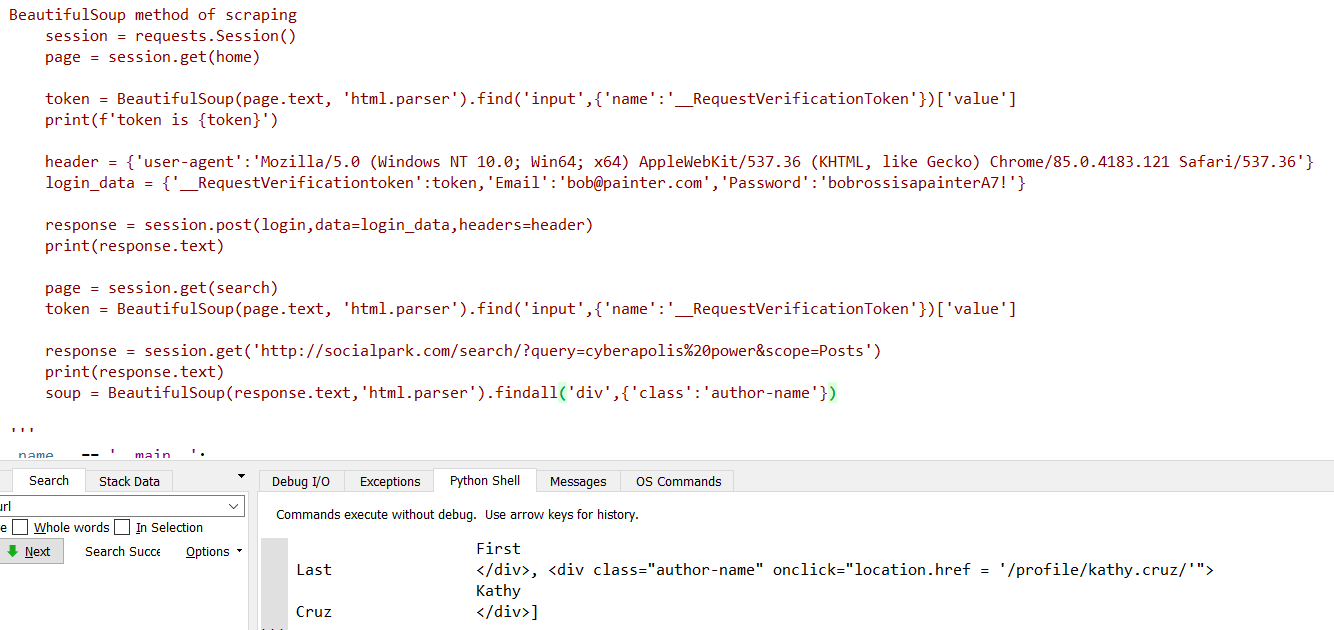 BeautifulSoup method of scraping
session = requests.Session()
page = session.get(home)
token = BeautifulSoup(page.text, 'html.parser').find('input',{'name':'__RequestVerificationToken'})['value']
print(f'token is {token}')
header = {'user-agent':'Mozilla/5.0 (Windows NT 10.0; Win64; x64) AppleWebKit/537.36 (KHTML, like Gecko) Chrome/85.0.4183.121 Safari/537.36'}
login_data = {'__RequestVerificationtoken':token,'Email':'bob@painter.com','Password':'bobrossisapainterA7!'}
response = session.post(login,data=login_data,headers=header)
print(response.text)
page = session.get(search)
token = BeautifulSoup(page.text, 'html.parser').find('input',{'name':'__RequestVerificationToken'})['value']
response = session.get('http://socialpark.com/search/?query=cyberapolis%20power&scope=Posts')
print(response.text)
soup = BeautifulSoup(response.text,'html.parser').findall('div',{'class':'author-name'})
'''
name == ' main ':
Search Stack Data
Debug I/O Exceptions Python Shell Messages OS Commands
url
Commands execute without debug. Use arrow keys for history.
e Whole words In Selection
Next Search Succe Options
First
Last </div>, <div class="author-name" onclick="location.href = '/profile/kathy.cruz/'">
Kathy
Cruz </div>]
...